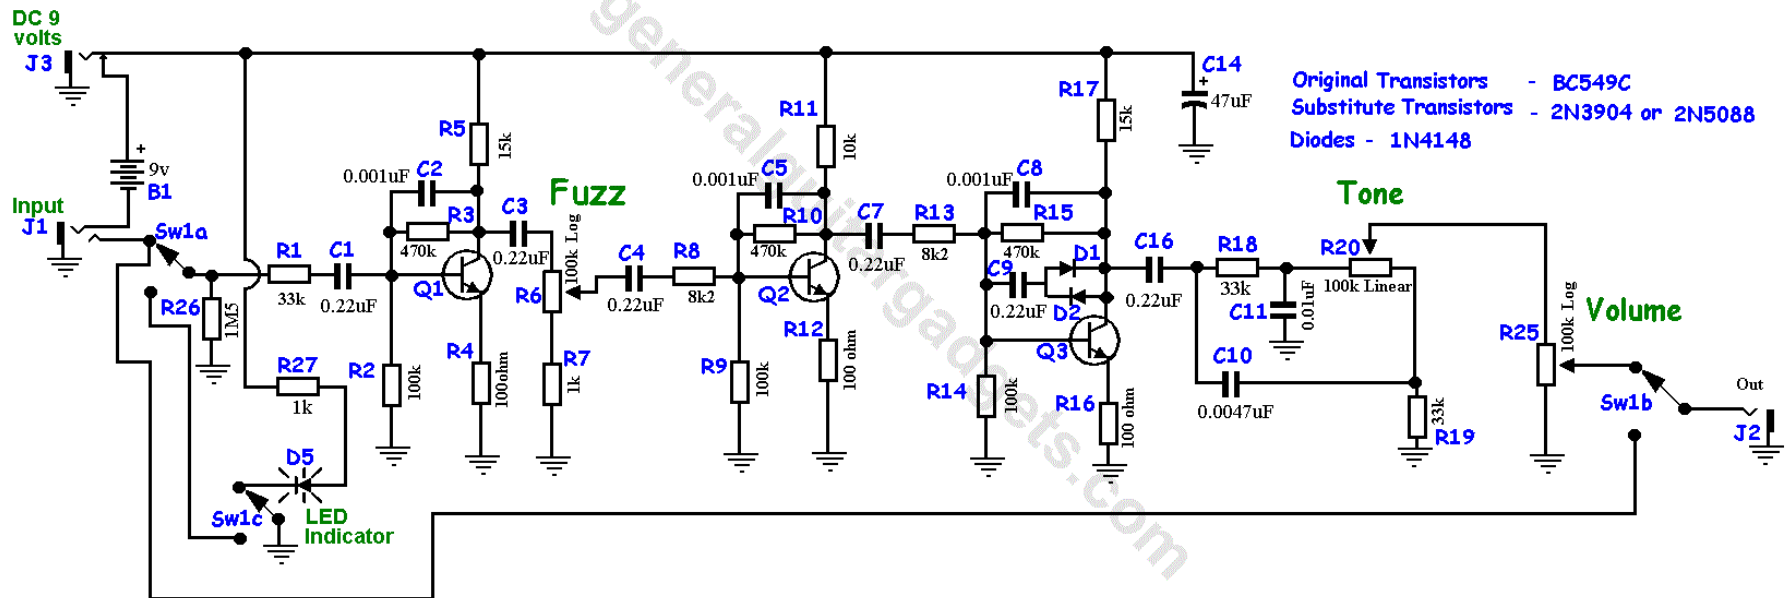 DC 9
volts
J3
9v
B1
Input
J1
Sw1a
R26
1M5
R1
33k
C1
0.22uF
R27
1k
D5
LED
Indicator
Sw1c
R2
100k
0.001uF
C2
R5
15k
R3
470k
Q1
R4
100ohm
C3
0.22uF
Fuzz
100k Log
R6
R7
1k
C4
0.22uF
R8
8k2
R9
100k
0.001uF
C5
R11
10k
R10
470k
Q2
R12
100 ohm
C7
0.22uF
R13
8k2
R14
100k
0.001uF
C8
R17
15k
R15
470k
C9
0.22uF
D1
D2
Q3
R16
100 ohm
C14
+
47uF
C16
0.22uF
R18
33k
C11
0.01uF
C10
0.0047uF
Tone
R20
100k Linear
33k
R19
R25
100k Log
Volume
Sw1b
Out
J2
Original Transistors - BC549C
Substitute Transistors - 2N3904 or 2N5088
Diodes - 1N4148
generalguitargadgets.com